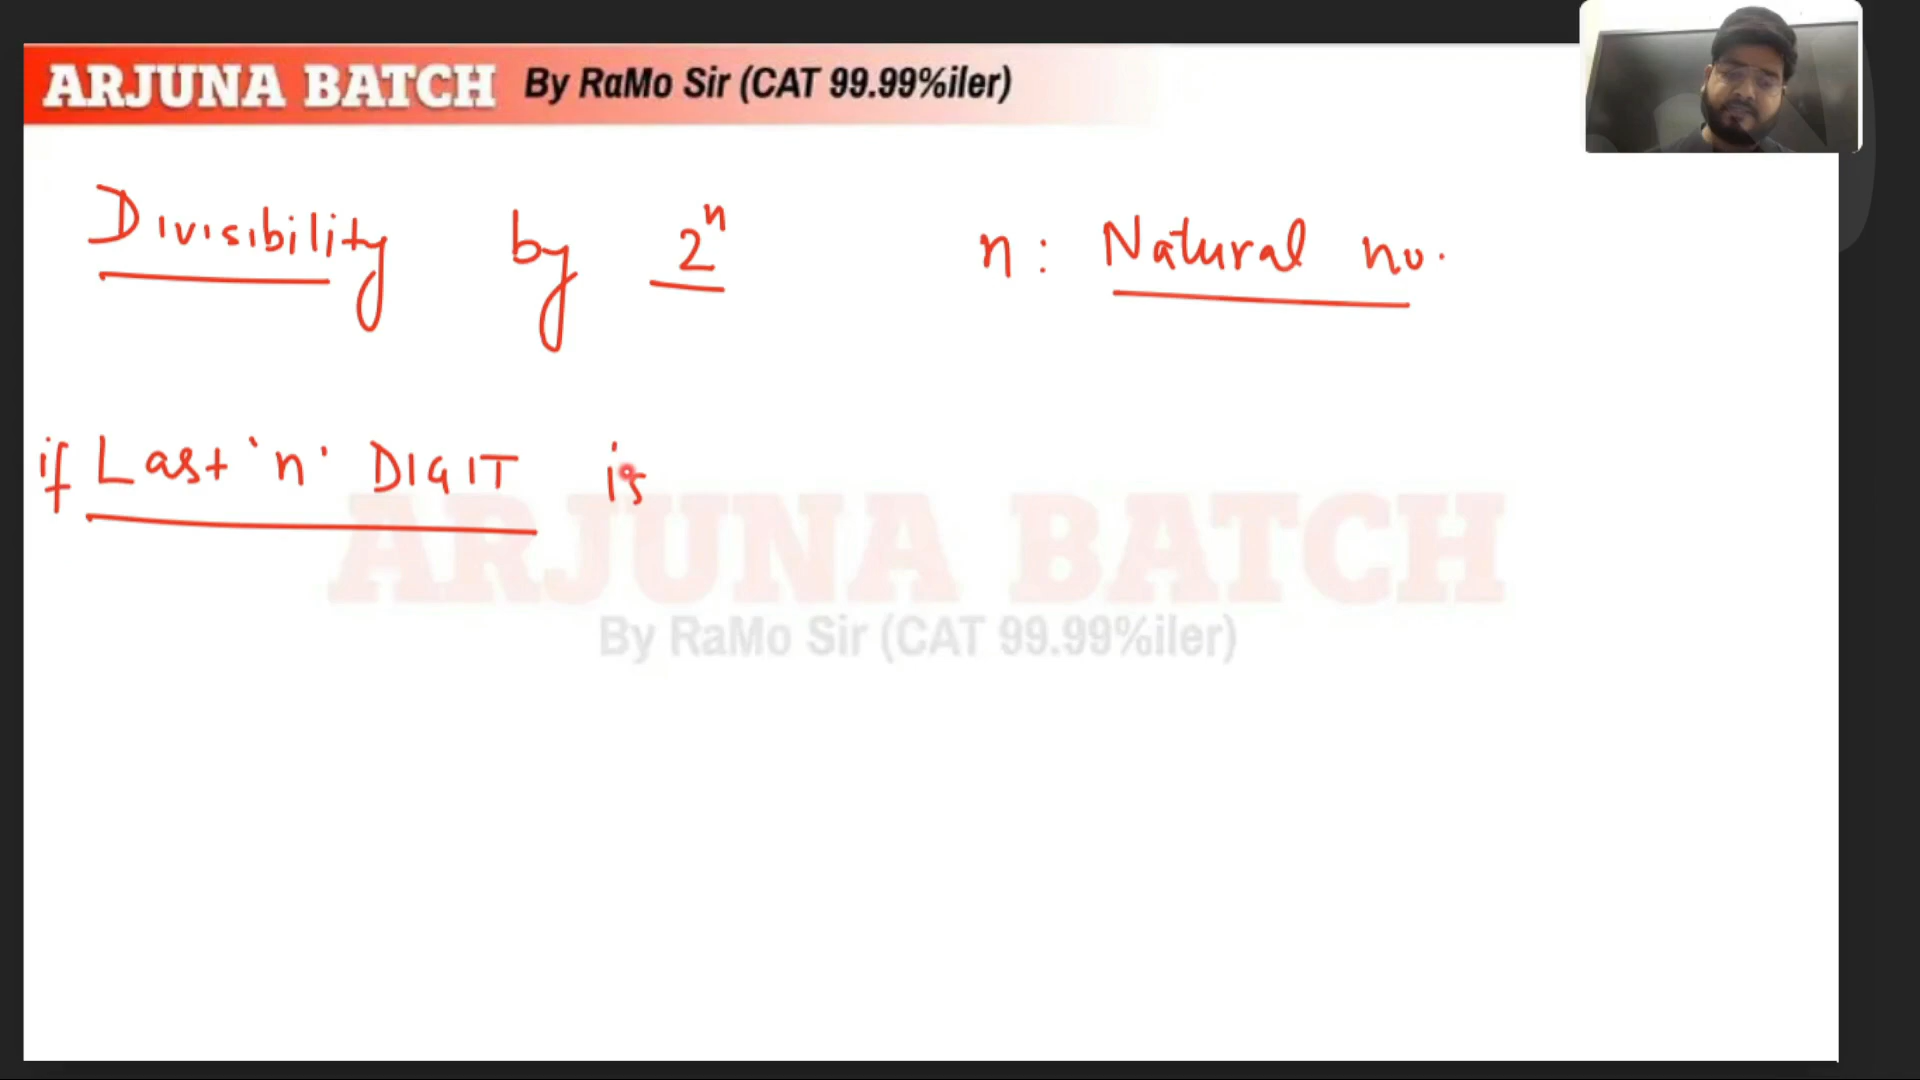 ARJUNA BATCH By RaMo Sir (CAT 99.99%iler)
Divisibility by 2ⁿ n: Natural no.
if Last 'n' DIGIT is
ARJUNA BATCH
By RaMo Sir (CAT 99.99%iler)